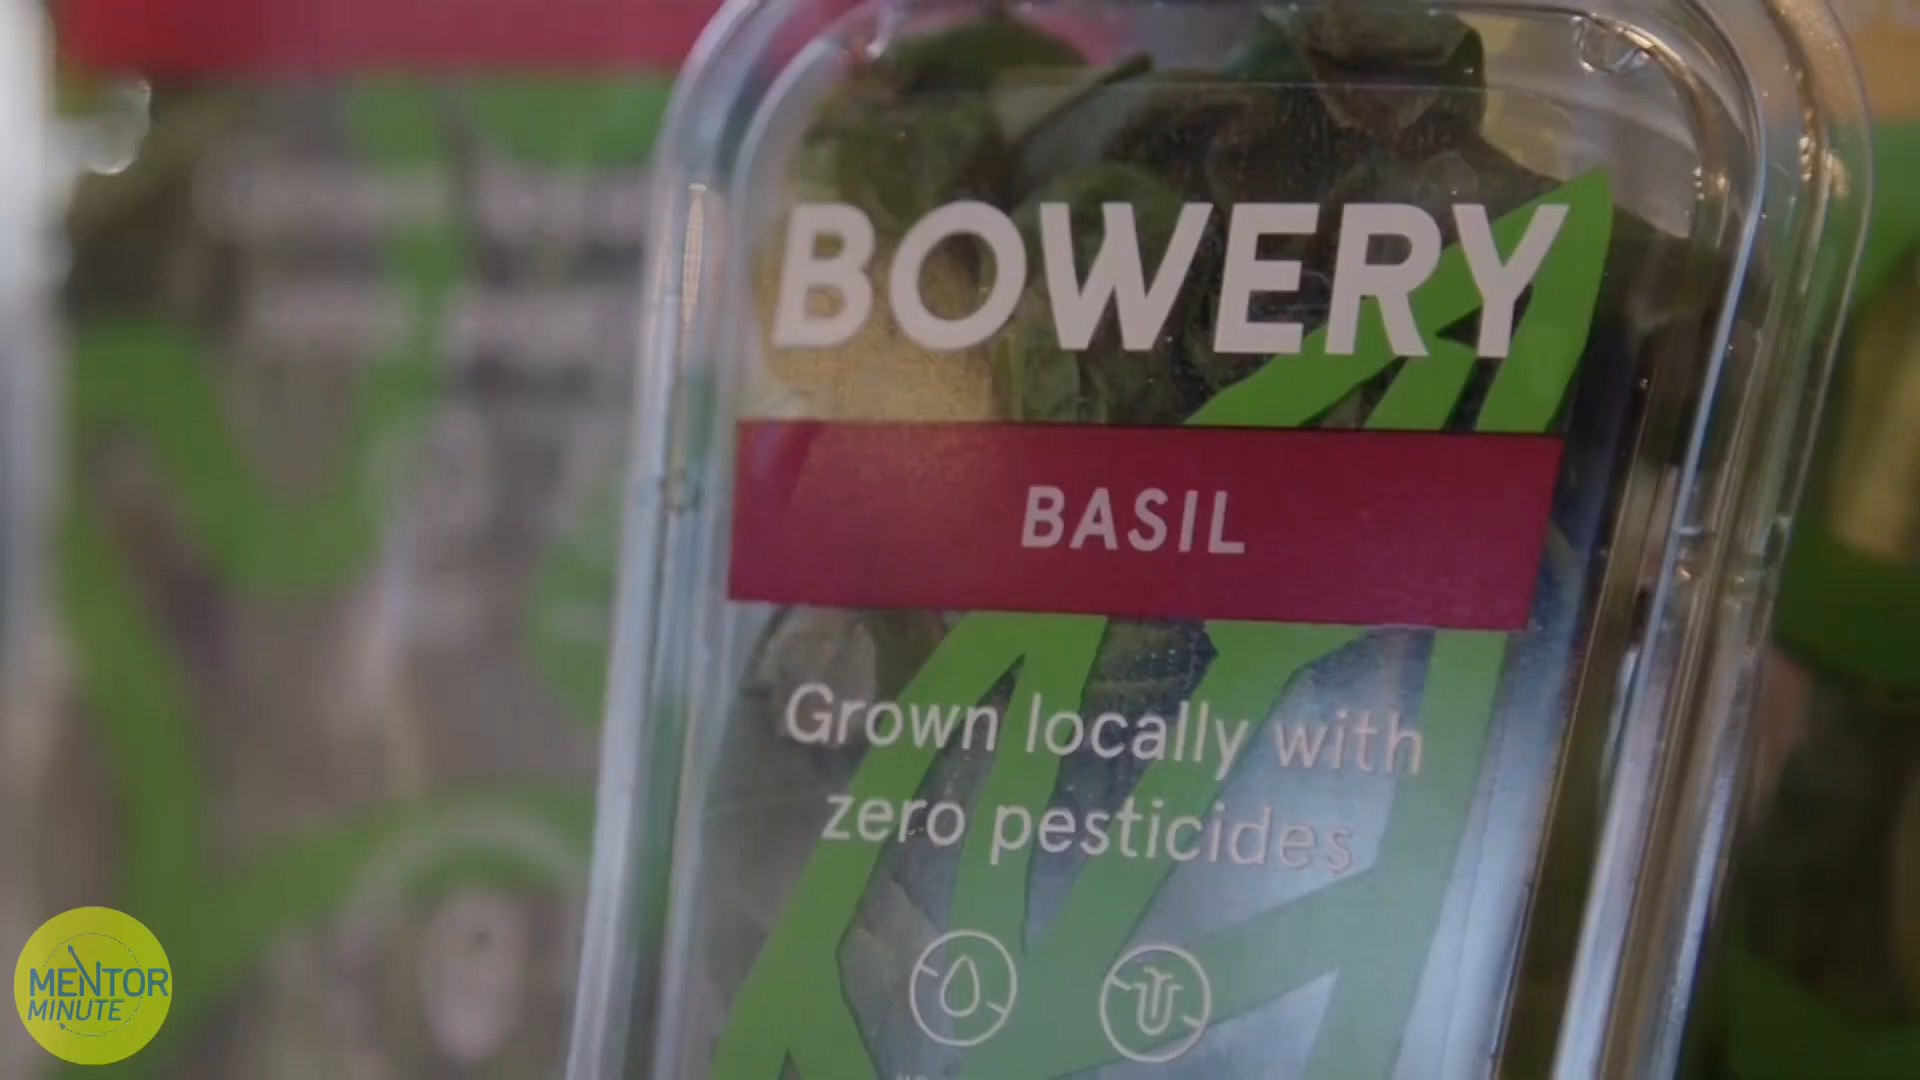 BOWERY
BASIL
Grown locally with
zero pesticides
MENTOR
MINUTE